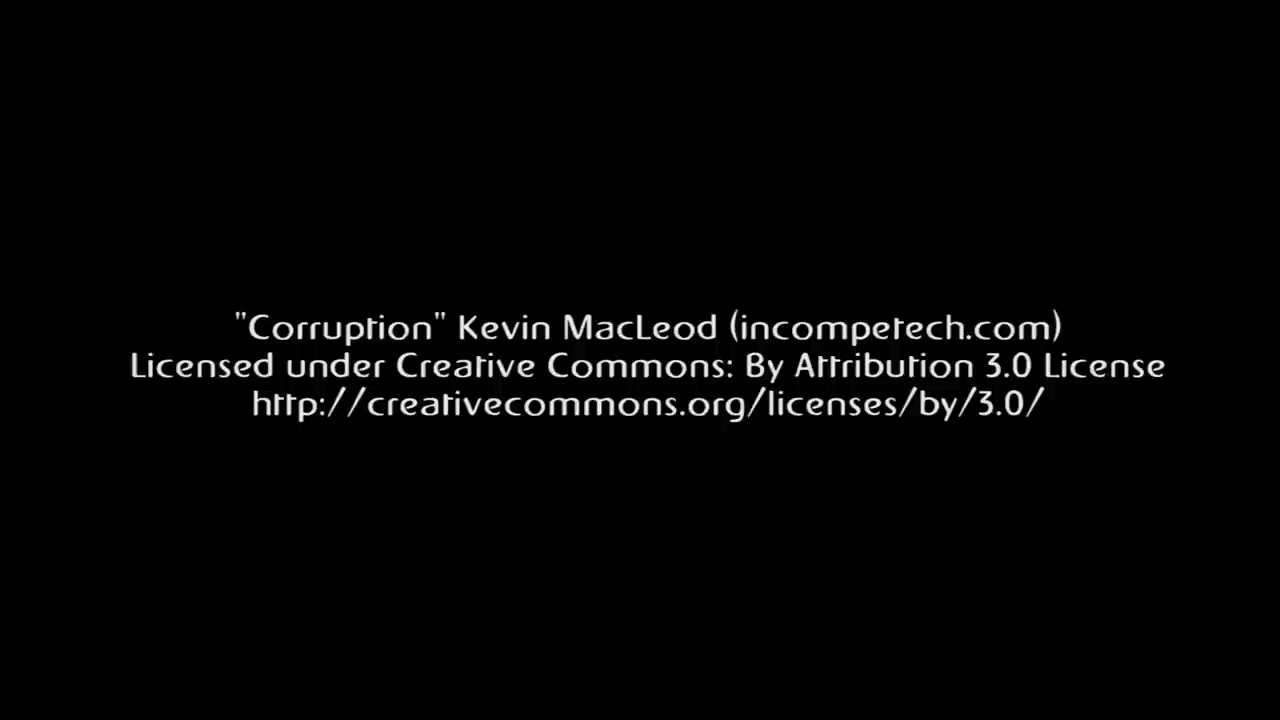 "Corruption" Kevin MacLeod (incompetech.com)
Licensed under Creative Commons: By Attribution 3.0 License
http://creativecommons.org/licenses/by/3.0/